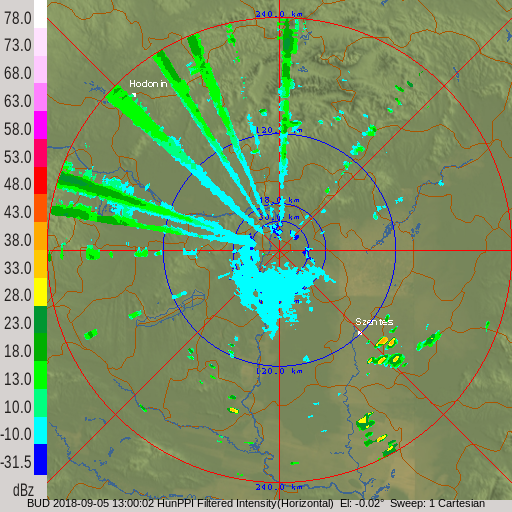 78.0
73.0
68.0
63.0
58.0
53.0
48.0
43.0
38.0
33.0
28.0
23.0
18.0
13.0
10.0
-10.0
-31.5
dBz
240.0 km
Hodonin
120.0 km
Szentes
120.0 km
240.0 km
BUD 2018-09-05 13:00:02 HunPPI Filtered Intensity(Horizontal) El: -0.02° Sweep: 1 Cartesian